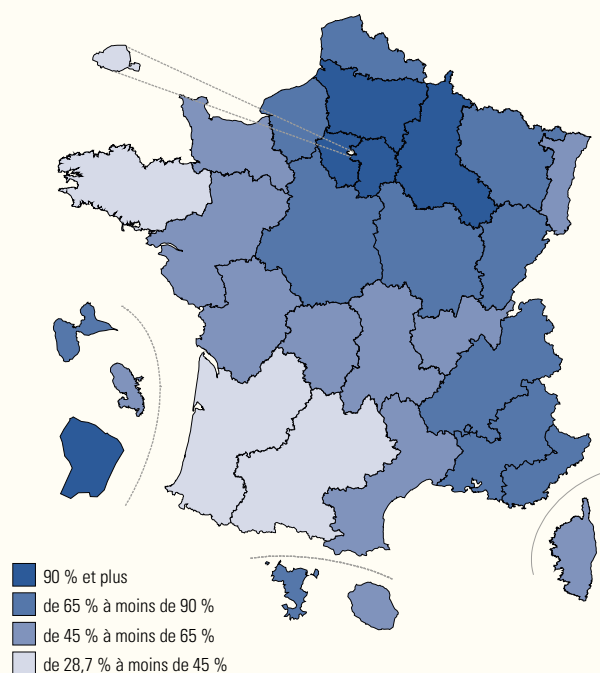 90 % et plus
de 65 % à moins de 90 %
de 45 % à moins de 65 %
de 28,7 % à moins de 45 %